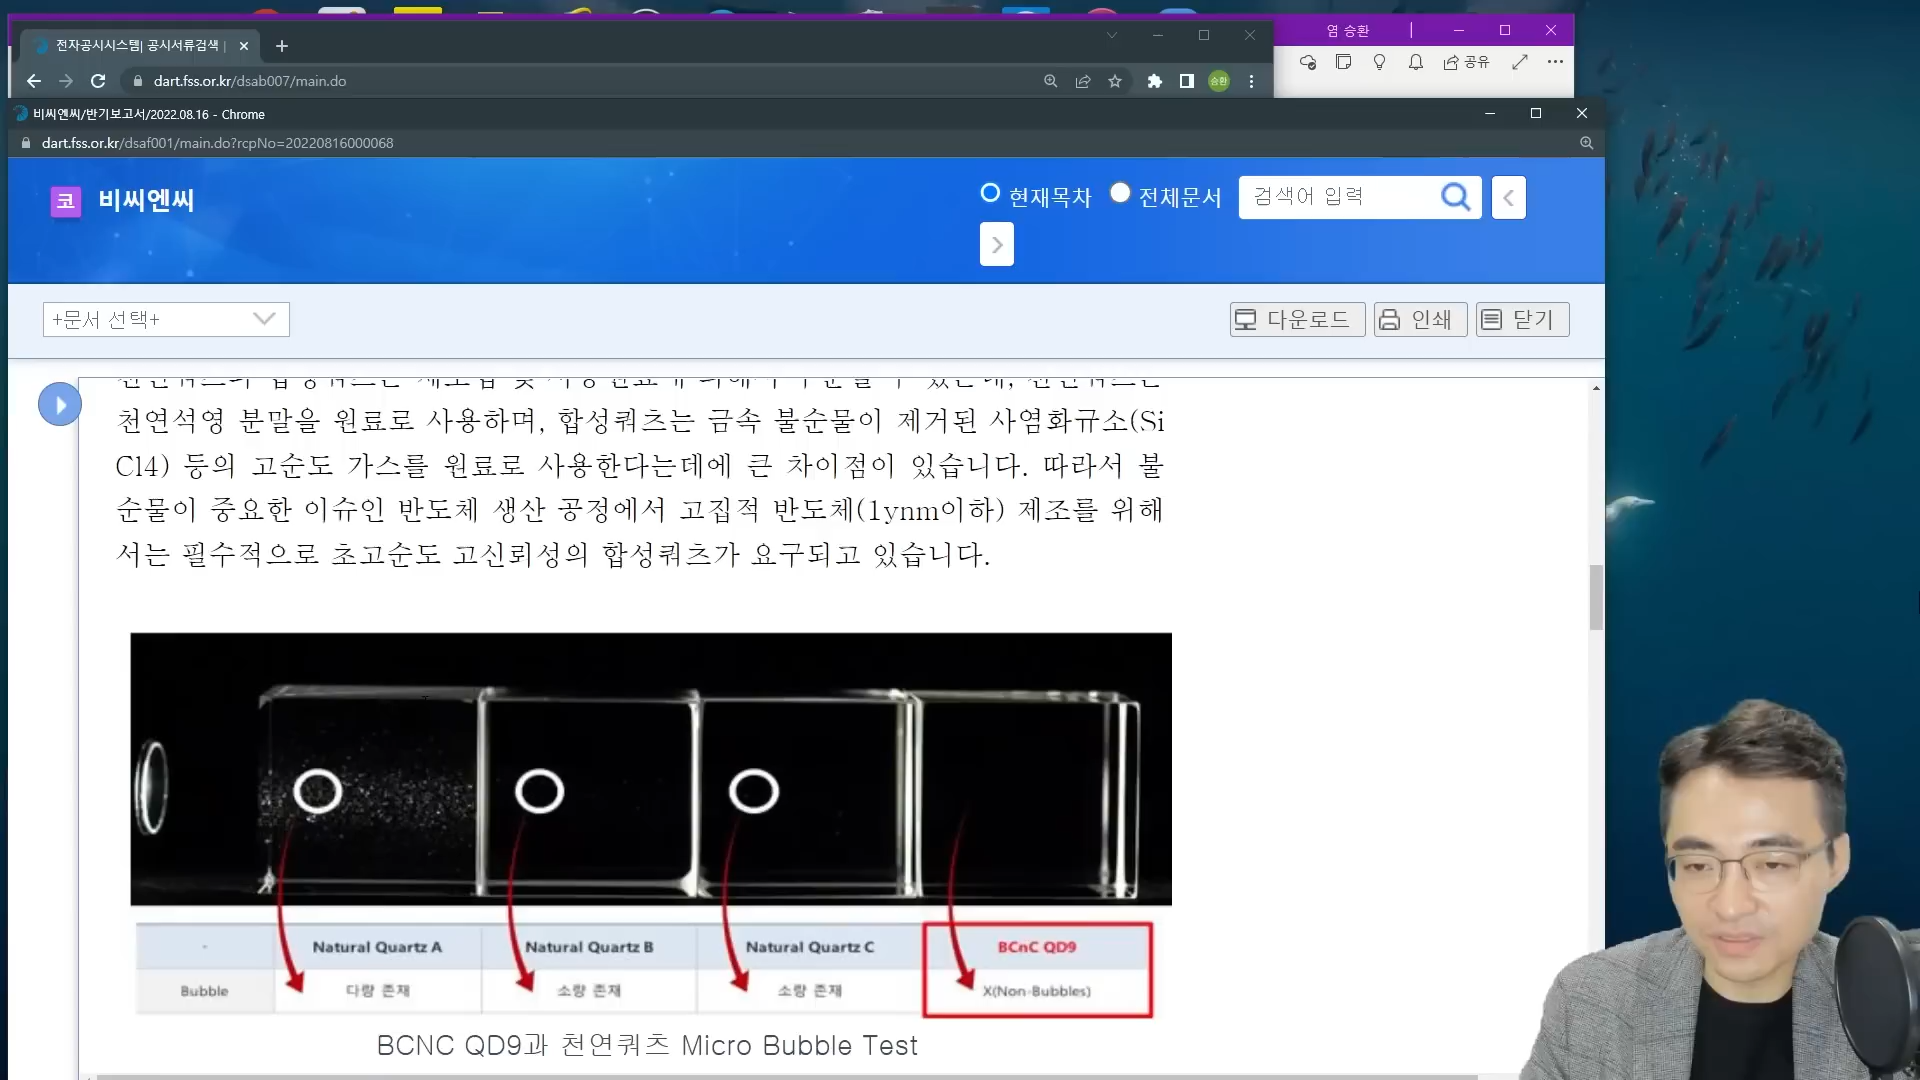 염 승환
전자공시시스템| 공시서류검색 |
dart.fss.or.kr/dsab007/main.do
승환
공유
비씨엔씨/반기보고서/2022.08.16 - Chrome
dart.fss.or.kr/dsaf001/main.do?rcpNo=20220816000068
코 비씨엔씨
현재목차 전체문서 검색어 입력
+문서 선택+
다운로드 인쇄 닫기
천연석영 분말을 원료로 사용하며, 합성쿼츠는 금속 불순물이 제거된 사염화규소(Si
Cl4) 등의 고순도 가스를 원료로 사용한다는데에 큰 차이점이 있습니다. 따라서 불
순물이 중요한 이슈인 반도체 생산 공정에서 고집적 반도체(1ynm이하) 제조를 위해
서는 필수적으로 초고순도 고신뢰성의 합성쿼츠가 요구되고 있습니다.
- Natural Quartz A Natural Quartz B Natural Quartz C BCnC QD9
Bubble 다량 존재 소량 존재 소량 존재 X(Non-Bubbles)
BCNC QD9과 천연쿼츠 Micro Bubble Test